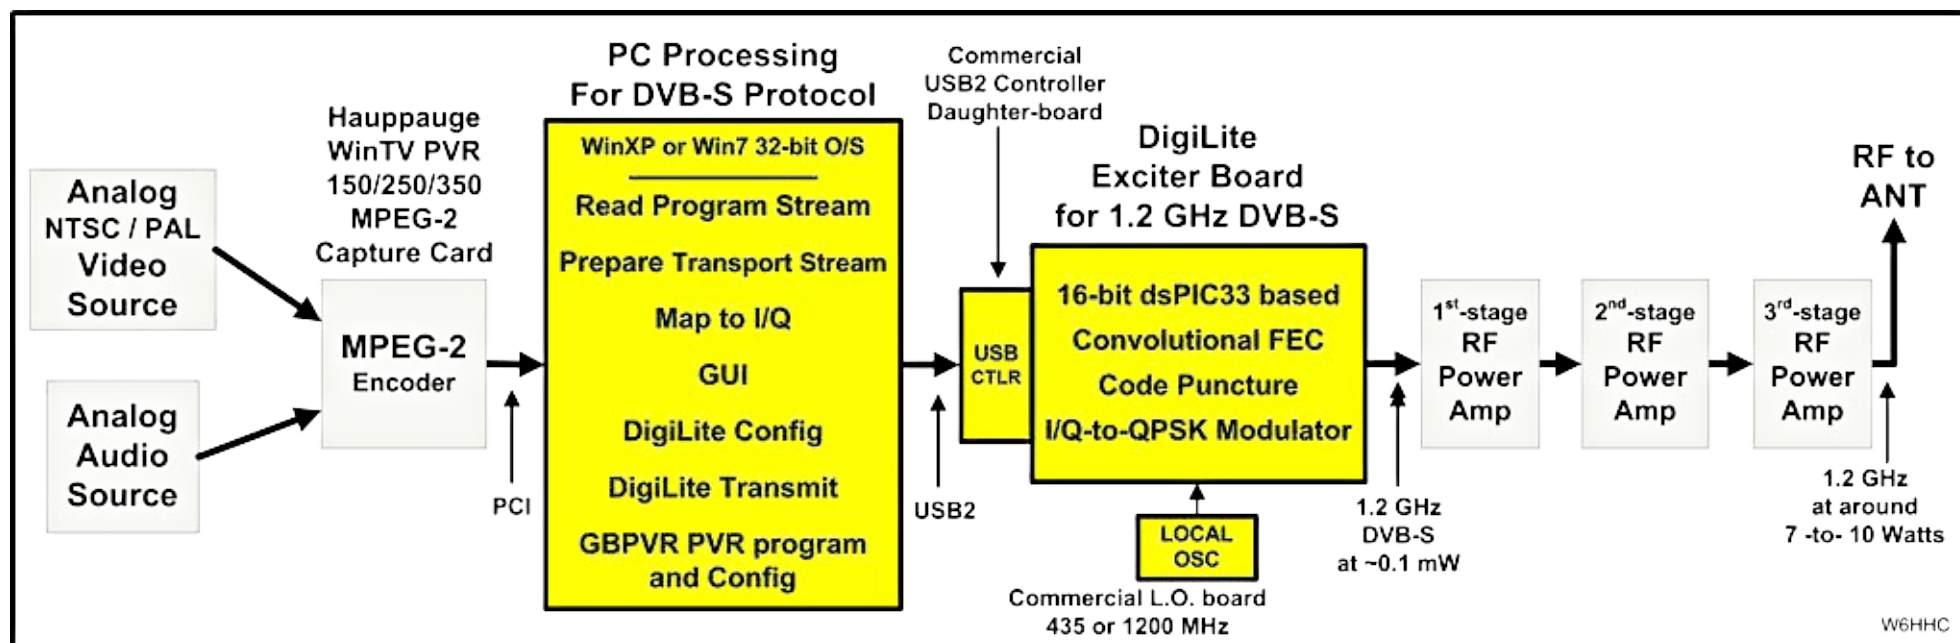 Analog
NTSC / PAL
Video
Source
Analog
Audio
Source
Hauppauge
WinTV PVR
150/250/350
MPEG-2
Capture Card
MPEG-2
Encoder
PCI
PC Processing
For DVB-S Protocol
WinXP or Win7 32-bit O/S
Read Program Stream
Prepare Transport Stream
Map to I/Q
GUI
DigiLite Config
DigiLite Transmit
GBPVR PVR program
and Config
USB2
Commercial
USB2 Controller
Daughter-board
USB
CTLR
DigiLite
Exciter Board
for 1.2 GHz DVB-S
16-bit dsPIC33 based
Convolutional FEC
Code Puncture
I/Q-to-QPSK Modulator
LOCAL
OSC
Commercial L.O. board
435 or 1200 MHz
1.2 GHz
DVB-S
at ~0.1 mW
1st-stage
RF
Power
Amp
2nd-stage
RF
Power
Amp
3rd-stage
RF
Power
Amp
RF to
ANT
1.2 GHz
at around
7 -to- 10 Watts
W6HHC